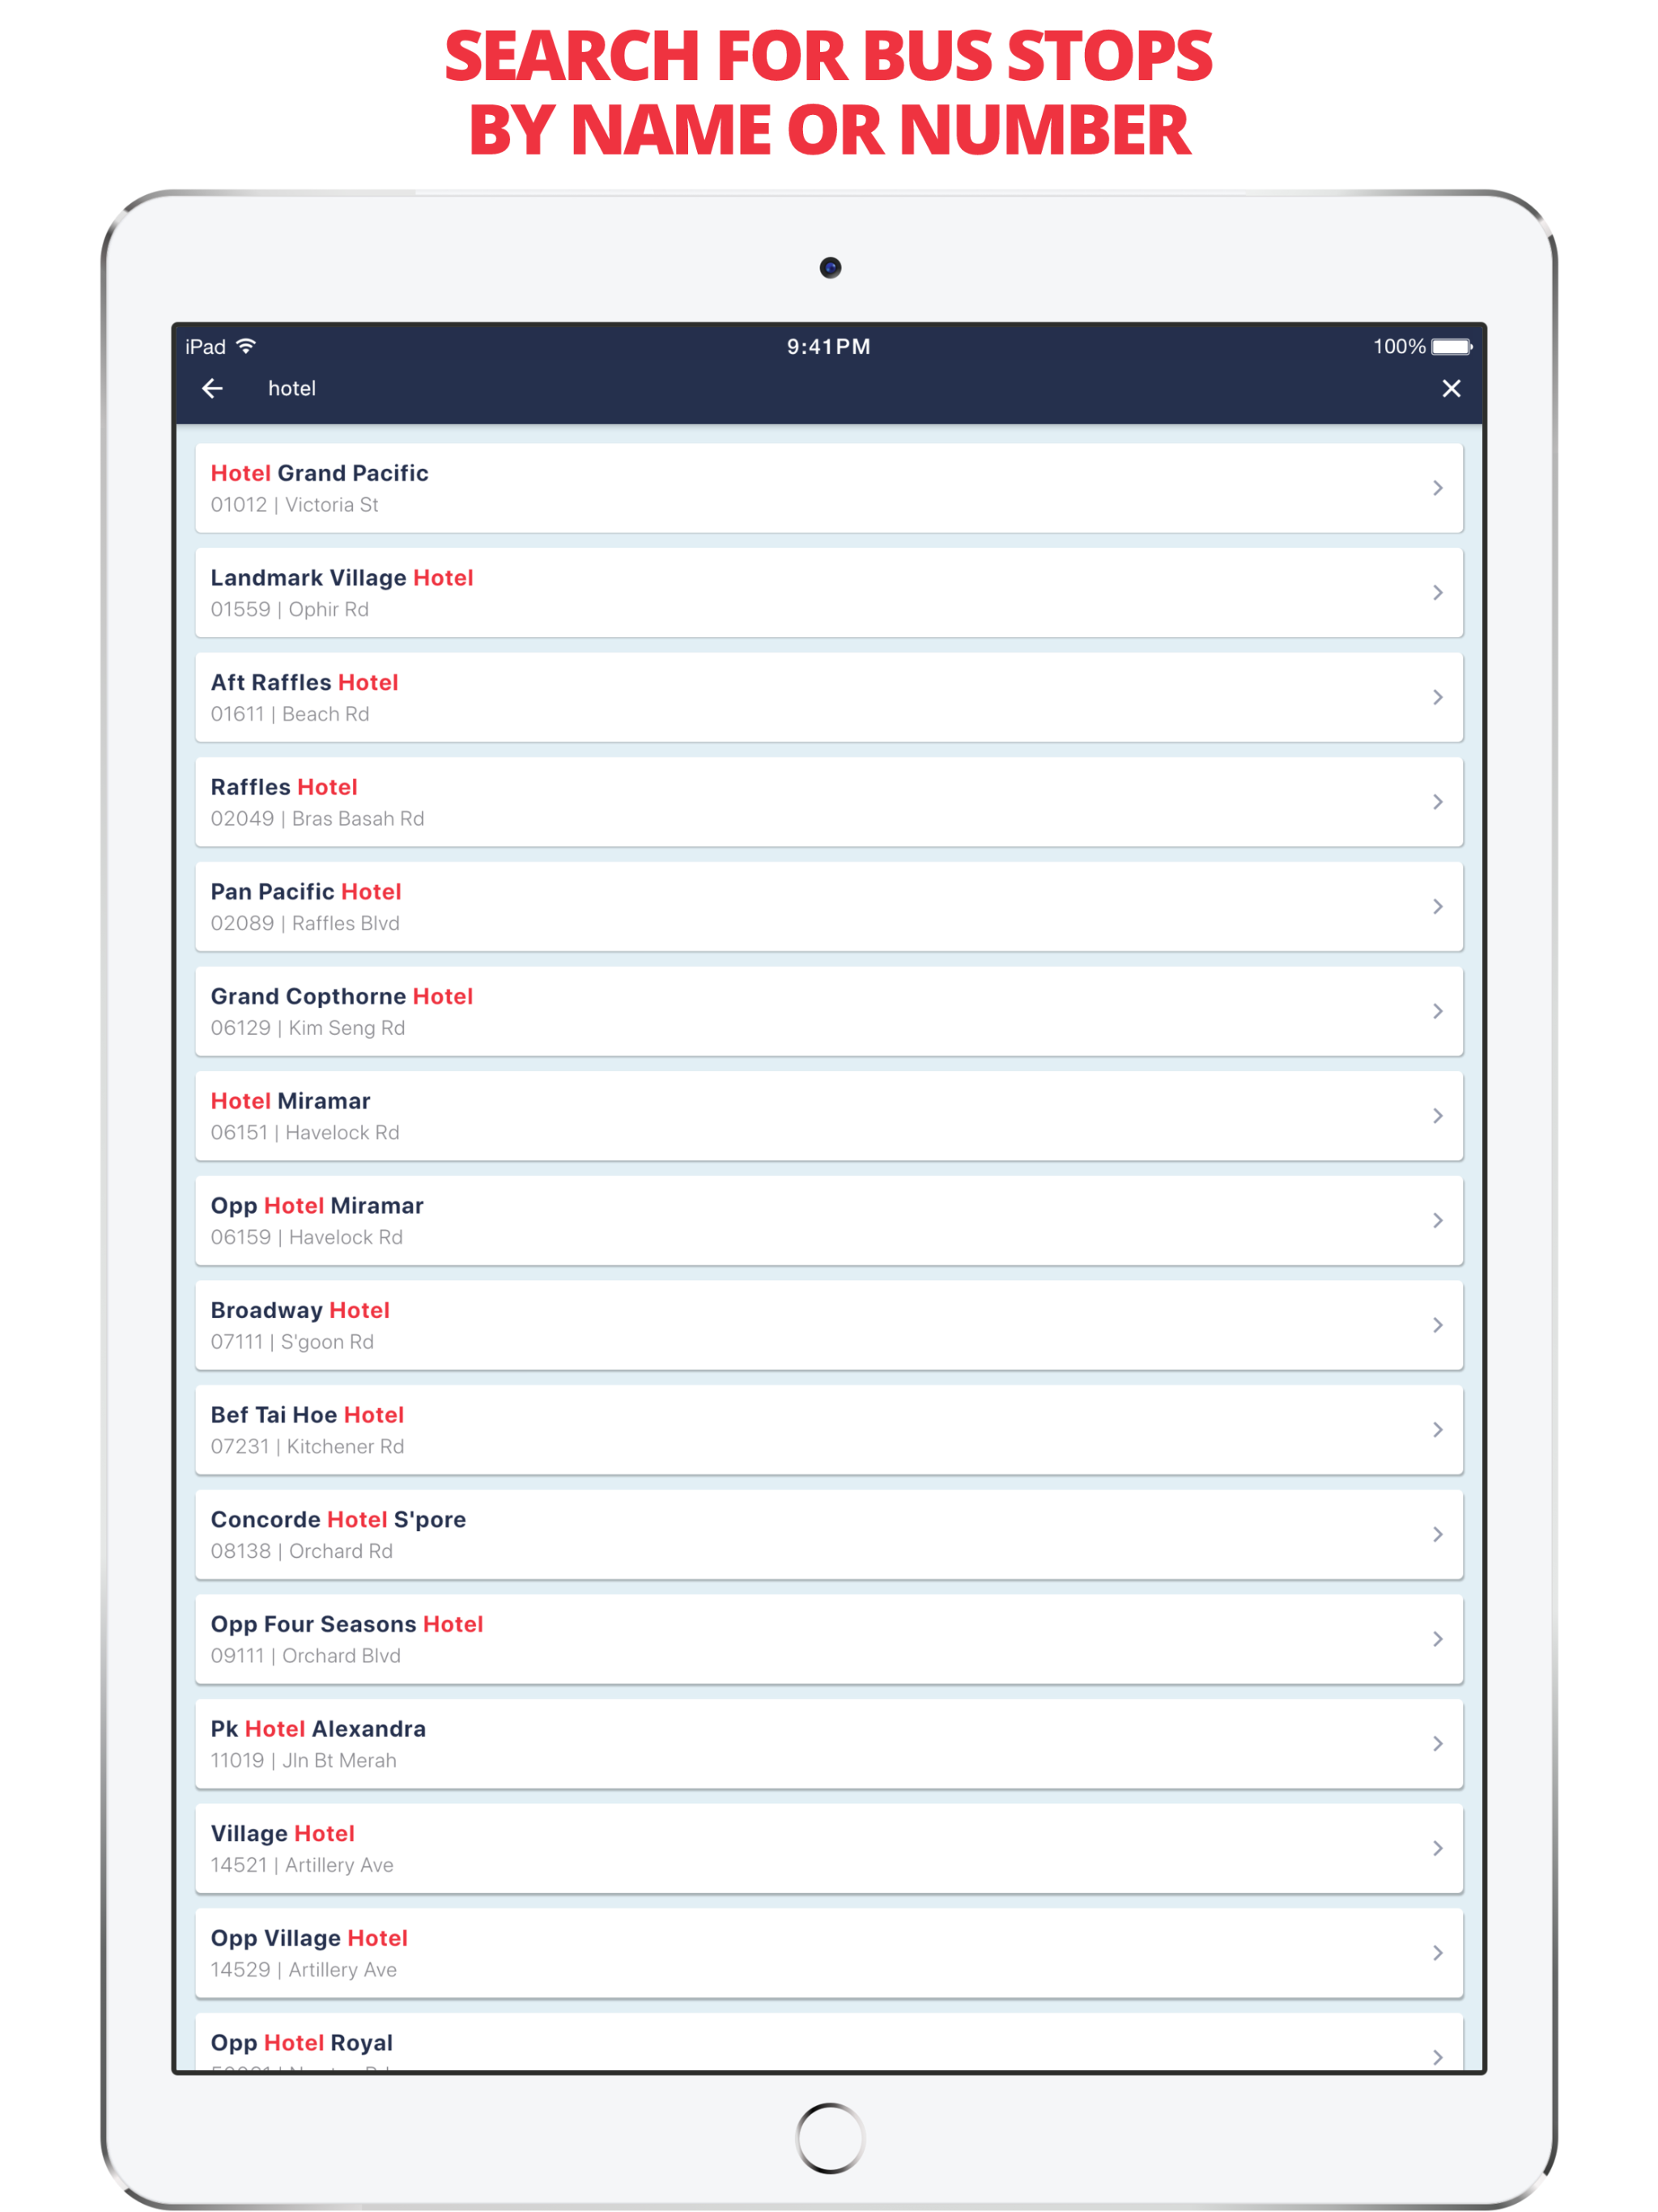 SEARCH FOR BUS STOPS
BY NAME OR NUMBER
iPad 9:41PM 100%
hotel
Hotel Grand Pacific
01012 | Victoria St
Landmark Village Hotel
01559 | Ophir Rd
Aft Raffles Hotel
01611 | Beach Rd
Raffles Hotel
02049 | Bras Basah Rd
Pan Pacific Hotel
02089 | Raffles Blvd
Grand Copthorne Hotel
06129 | Kim Seng Rd
Hotel Miramar
06151 | Havelock Rd
Opp Hotel Miramar
06159 | Havelock Rd
Broadway Hotel
07111 | S'goon Rd
Bef Tai Hoe Hotel
07231 | Kitchener Rd
Concorde Hotel S'pore
08138 | Orchard Rd
Opp Four Seasons Hotel
09111 | Orchard Blvd
Pk Hotel Alexandra
11019 | Jln Bt Merah
Village Hotel
14521 | Artillery Ave
Opp Village Hotel
14529 | Artillery Ave
Opp Hotel Royal